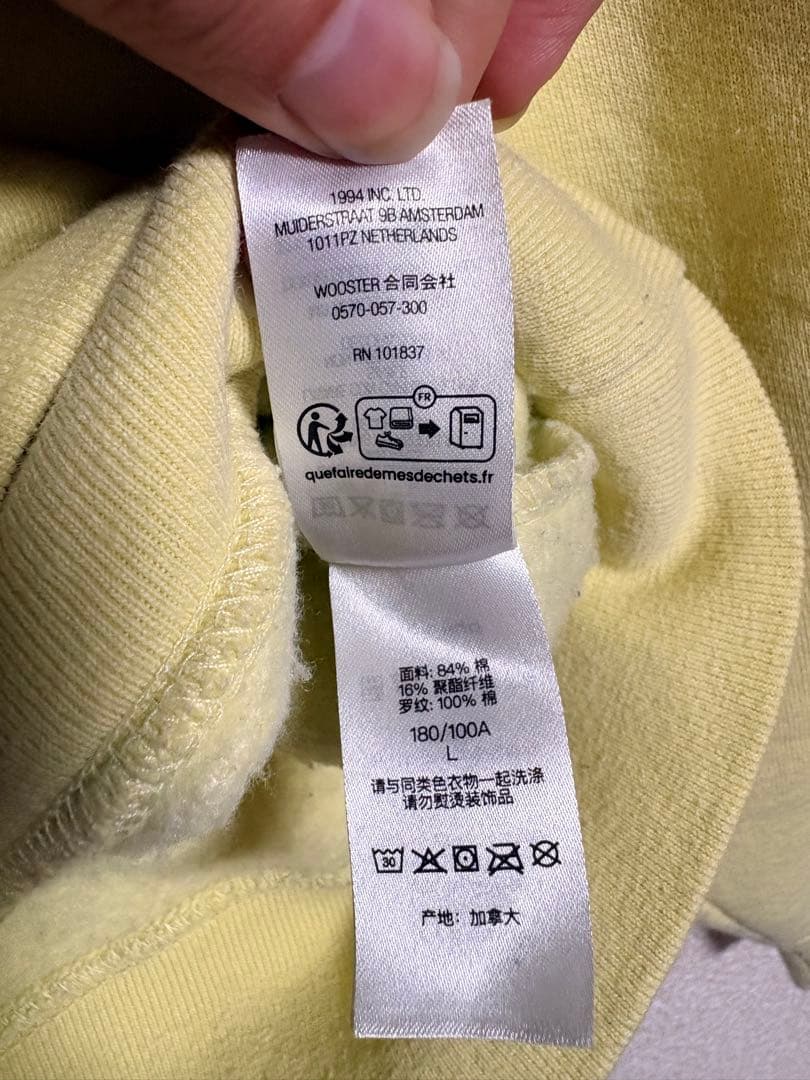 1994 INC. LTD.
MUIDERSTRAAT 9B AMSTERDAM
1011PZ NETHERLANDS
WOOSTER 合同会社
0570-057-300
RN 101837
FR
quefairedemesdechets.fr
面料: 84% 棉
16% 聚酯纤维
罗纹: 100% 棉
180/100A
L
请与同类色衣物一起洗涤
请勿熨烫装饰品
30
产地: 加拿大